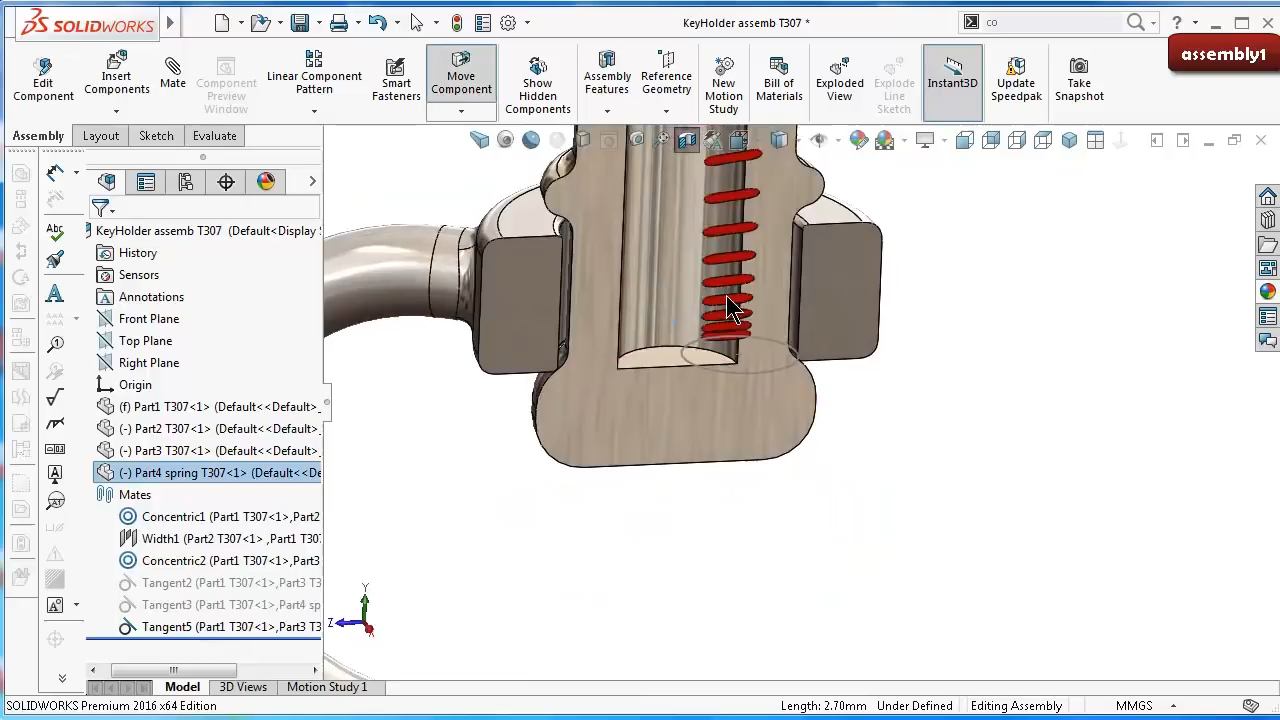 SOLIDWORKS
KeyHolder assemb T307 *
co
assembly1
Edit Component
Insert Components
Mate
Component Preview Window
Linear Component Pattern
Smart Fasteners
Move Component
Show Hidden Components
Assembly Features
Reference Geometry
New Motion Study
Bill of Materials
Exploded View
Explode Line Sketch
Instant3D
Update Speedpak
Take Snapshot
Assembly
Layout
Sketch
Evaluate
KeyHolder assemb T307 (Default<Display
History
Sensors
Annotations
Front Plane
Top Plane
Right Plane
Origin
(f) Part1 T307<1> (Default<<Default>_
(-) Part2 T307<1> (Default<<Default>_
(-) Part3 T307<1> (Default<<Default>_
(-) Part4 spring T307<1> (Default<<De
Mates
Concentric1 (Part1 T307<1>,Part2
Width1 (Part2 T307<1> ,Part1 T30
Concentric2 (Part1 T307<1>,Part3
Tangent2 (Part1 T307<1>,Part3 T3
Tangent3 (Part1 T307<1>,Part4 sp
Tangent5 (Part1 T307<1>,Part3 T3
Y
Z
X
Model
3D Views
Motion Study 1
SOLIDWORKS Premium 2016 x64 Edition
Length: 2.70mm
Under Defined
Editing Assembly
MMGS